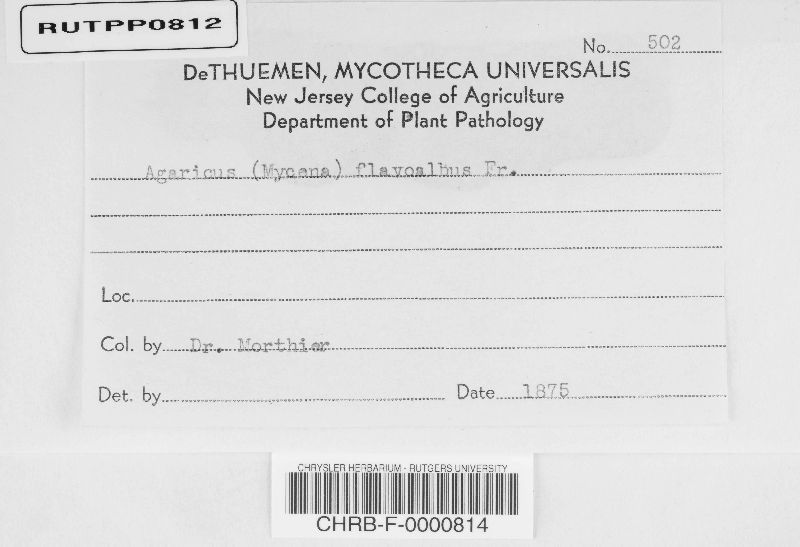 RUTPP0812
No. 502
DeTHUEMEN, MYCOTHECA UNIVERSALIS
New Jersey College of Agriculture
Department of Plant Pathology
Agaricus (Mycena) flavoalbus Fr.
Loc.
Col. by Dr. Morthier
Det. by Date 1875
CHRYSLER HERBARIUM - RUTGERS UNIVERSITY
CHRB-F-0000814